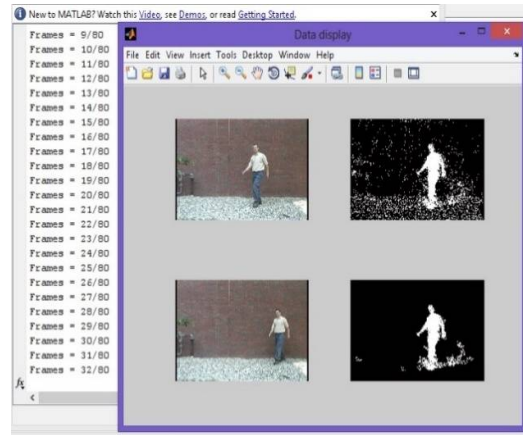 New to MATLAB? Watch this Video, see Demos, or read Getting Started. x
Frames = 9/80
Frames = 10/80
Frames = 11/80
Frames = 12/80
Frames = 13/80
Frames = 14/80
Frames = 15/80
Frames = 16/80
Frames = 17/80
Frames = 18/80
Frames = 19/80
Frames = 20/80
Frames = 21/80
Frames = 22/80
Frames = 23/80
Frames = 24/80
Frames = 25/80
Frames = 26/80
Frames = 27/80
Frames = 28/80
Frames = 29/80
Frames = 30/80
Frames = 31/80
Frames = 32/80
fx
Data display
File Edit View Insert Tools Desktop Window Help